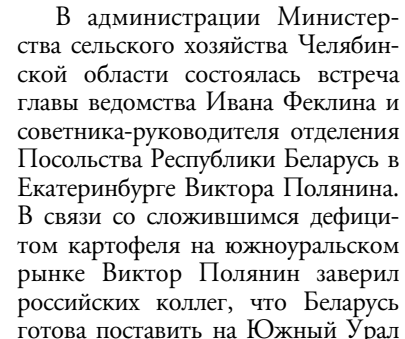 В администрации Министер-
ства сельского хозяйства Челябин-
ской области состоялась встреча
главы ведомства Ивана Феклина и
советника-руководителя отделения
Посольства Республики Беларусь в
Екатеринбурге Виктора Полянина.
В связи со сложившимся дефици-
том картофеля на южноуральском
рынке Виктор Полянин заверил
российских коллег, что Беларусь
готова поставить на Южный Урал